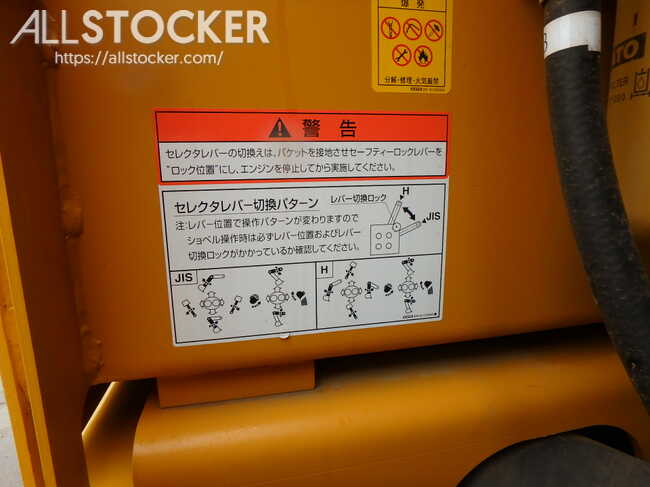 ALLSTOCKER
https://allstocker.com/
爆発
分解・修理・火気厳禁
警告
セレクタレバーの切換えは、バケットを接地させセーフティーロックレバーを
"ロック位置"にし、エンジンを停止してから実施してください。
セレクタレバー切換パターン
レバー切換ロック
H
JIS
注:レバー位置で操作パターンが変わりますので
ショベル操作時は必ずレバー位置およびレバー
切換ロックがかかっているか確認してください。
JIS
H